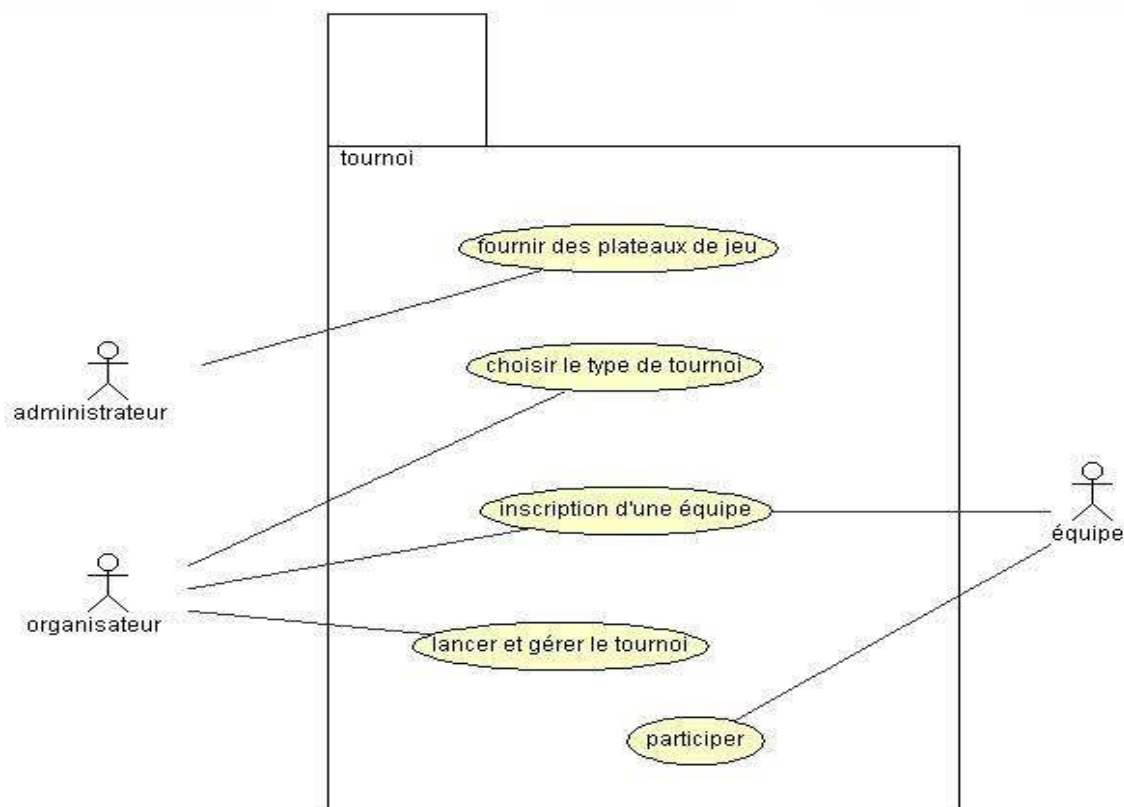 tournoi
fournir des plateaux de jeu
choisir le type de tournoi
administrateur
inscription d'une équipe
équipe
organisateur
lancer et gérer le tournoi
participer